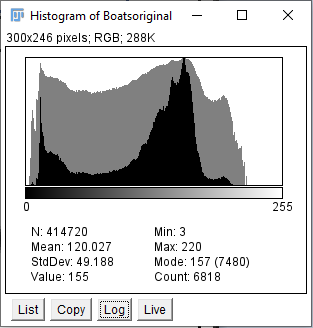 Histogram of Boatsoriginal
300x246 pixels; RGB; 288K
0 255
N: 414720 Min: 3
Mean: 120.027 Max: 220
StdDev: 49.188 Mode: 157 (7480)
Value: 155 Count: 6818
List Copy Log Live